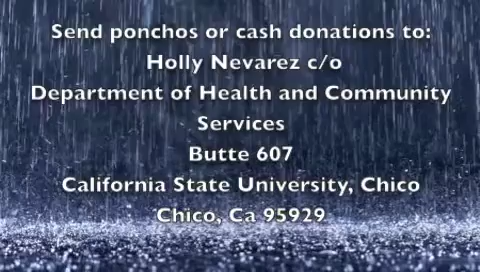 Send ponchos or cash donations to:
Holly Nevarez c/o
Department of Health and Community
Services
Butte 607
California State University, Chico
Chico, Ca 95929